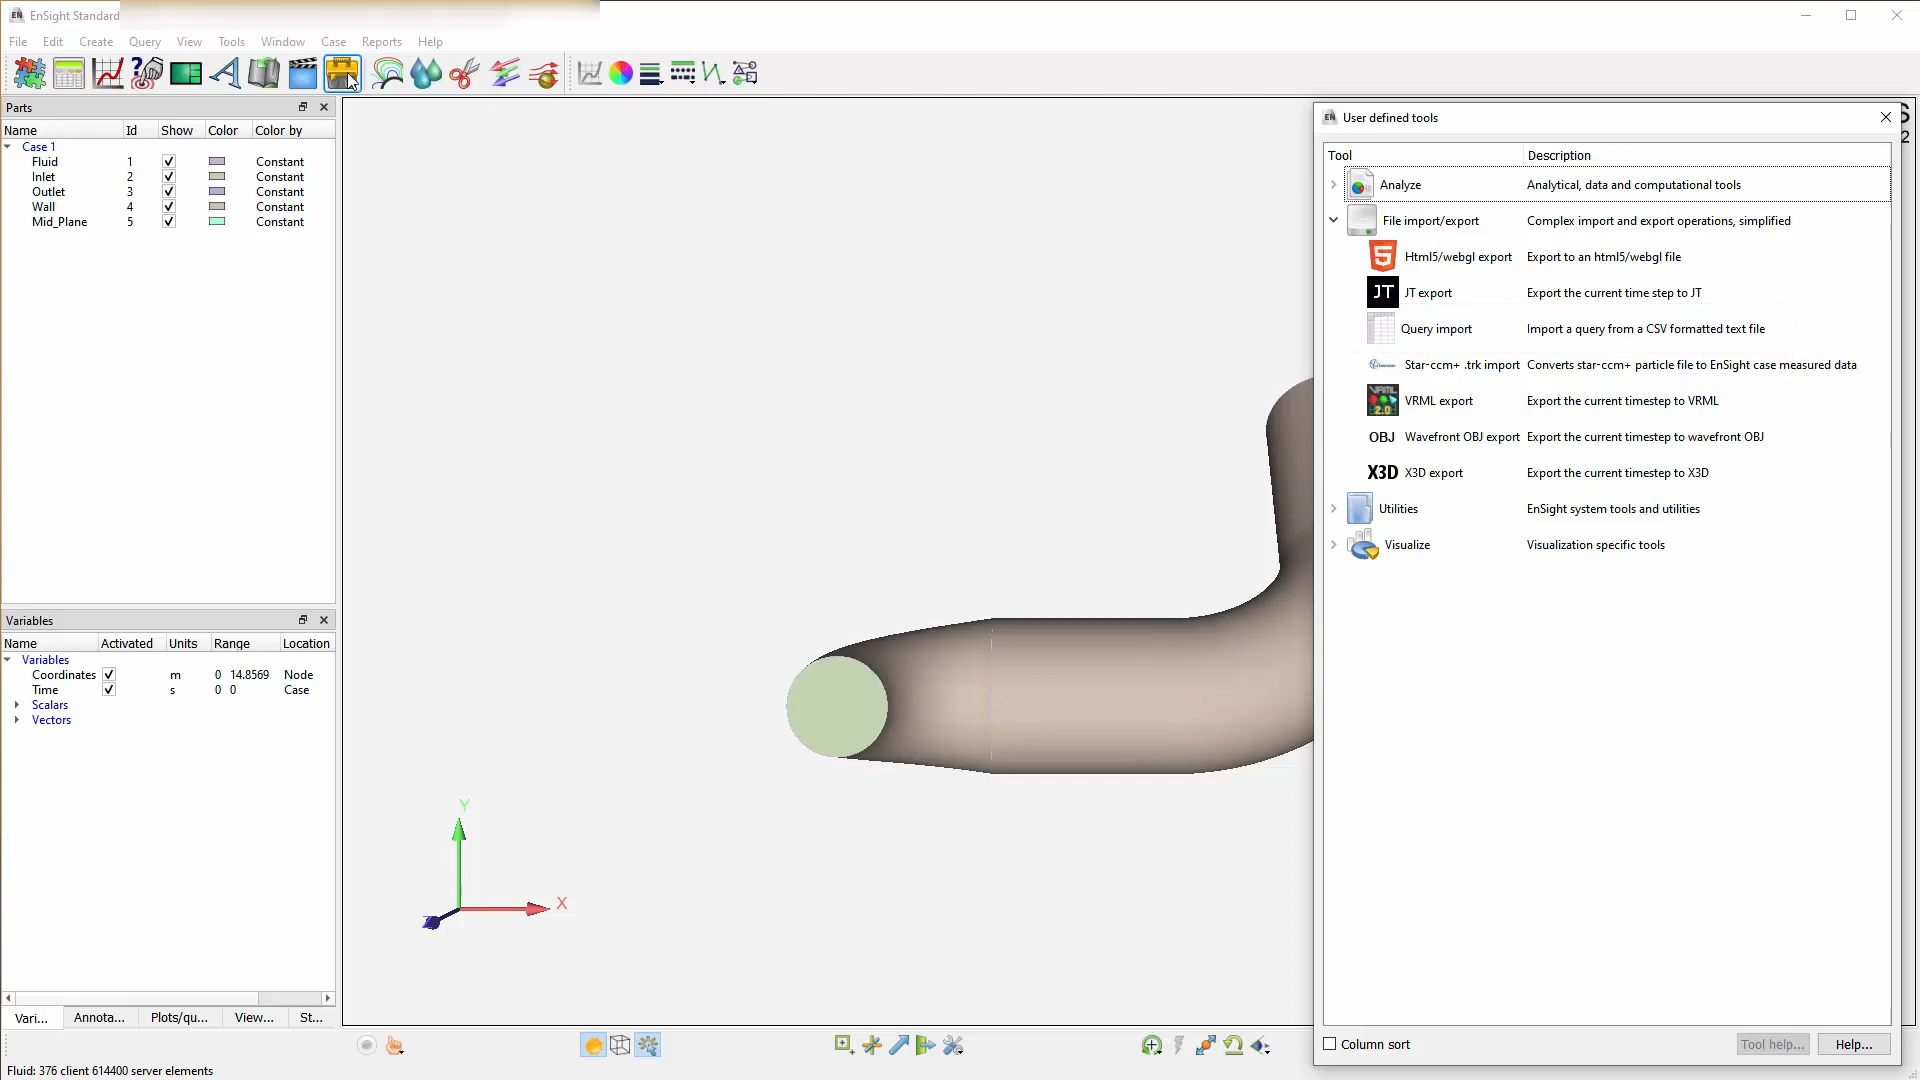 EN EnSight Standard
File Edit Create Query View Tools Window Case Reports Help
Parts
Name Id Show Color Color by
Case 1
Fluid 1 Constant
Inlet 2 Constant
Outlet 3 Constant
Wall 4 Constant
Mid_Plane 5 Constant
Variables
Name Activated Units Range Location
Variables
Coordinates m 0 14.8569 Node
Time s 0 0 Case
Scalars
Vectors
Vari... Annota... Plots/qu... View... St...
Fluid: 376 client 614400 server elements
Y
X
Z
S
2
EN User defined tools
Tool Description
Analyze Analytical, data and computational tools
File import/export Complex import and export operations, simplified
5 Html5/webgl export Export to an html5/webgl file
JT JT export Export the current time step to JT
Query import Import a query from a CSV formatted text file
Star-ccm+ .trk import Converts star-ccm+ particle file to EnSight case measured data
VRML 2.0 VRML export Export the current timestep to VRML
OBJ Wavefront OBJ export Export the current timestep to wavefront OBJ
X3D X3D export Export the current timestep to X3D
Utilities EnSight system tools and utilities
Visualize Visualization specific tools
Column sort Tool help... Help...